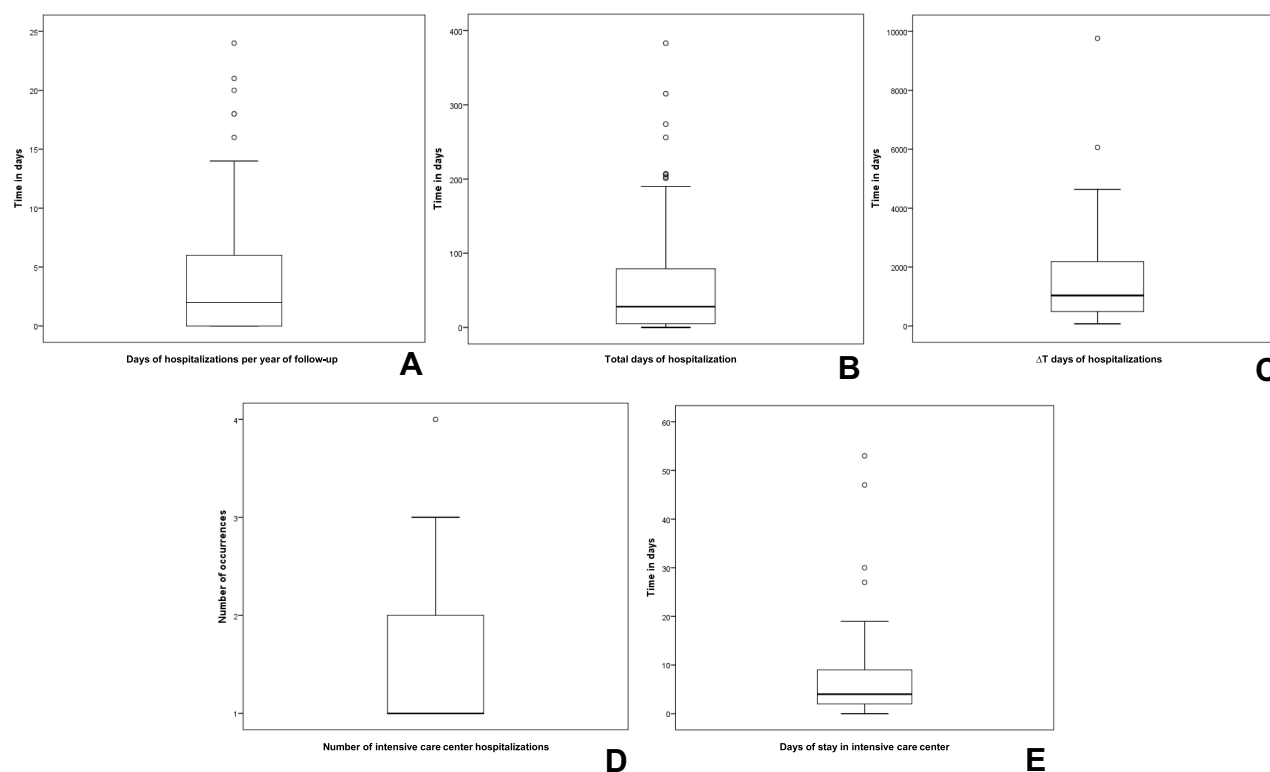 25
20
15
10
5
0
Time in days
Days of hospitalizations per year of follow-up
A
400
300
200
100
0
Time in days
Total days of hospitalization
B
10000
8000
6000
4000
2000
0
Time in days
ΔT days of hospitalizations
C
4
3
2
1
Number of occurrences
Number of intensive care center hospitalizations
D
60
50
40
30
20
10
0
Time in days
Days of stay in intensive care center
E